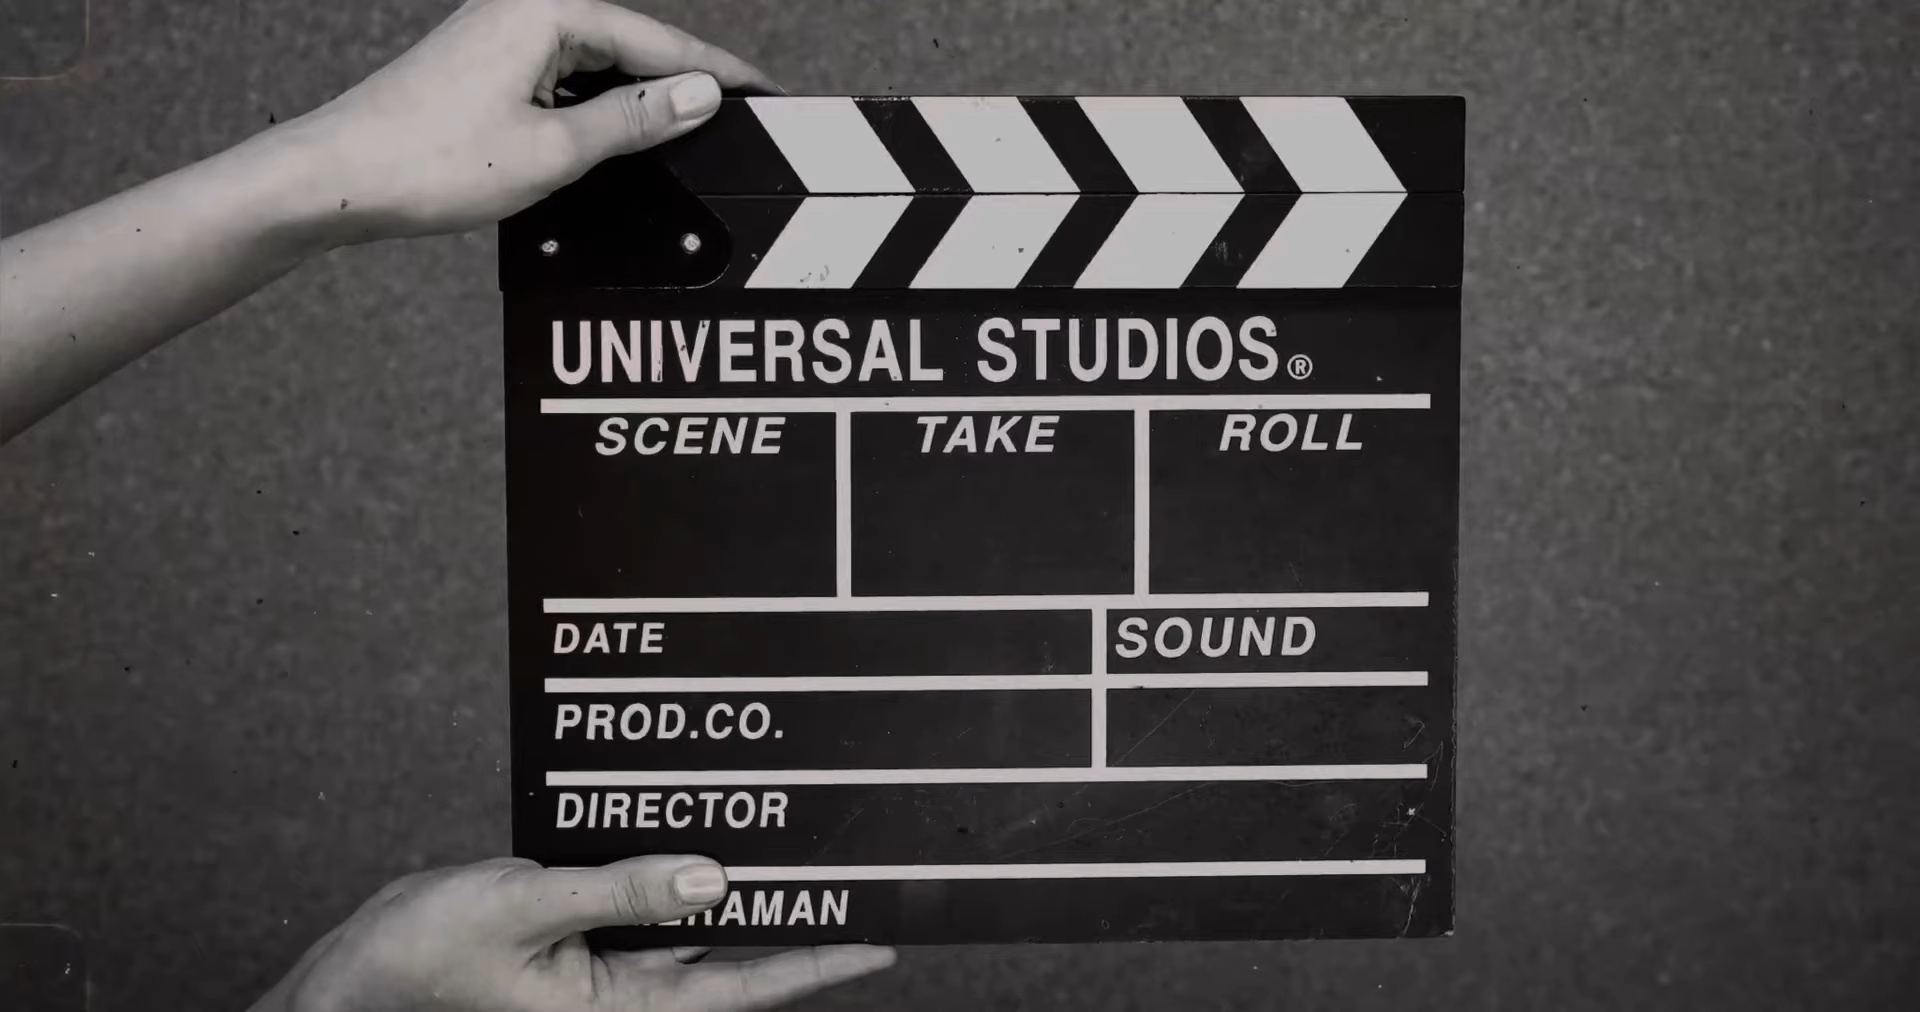 UNIVERSAL STUDIOS®
SCENE TAKE ROLL
DATE SOUND
PROD.CO.
DIRECTOR